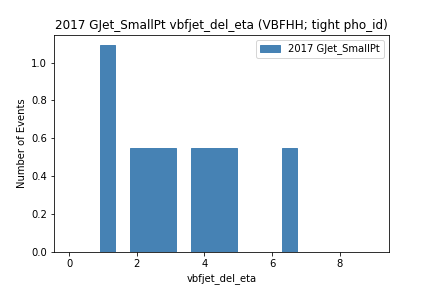 2017 GJet_SmallPt vbfjet_del_eta (VBFHH; tight pho_id)
2017 GJet_SmallPt
Number of Events
1.0
0.8
0.6
0.4
0.2
0.0
0 2 4 6 8
vbfjet_del_eta